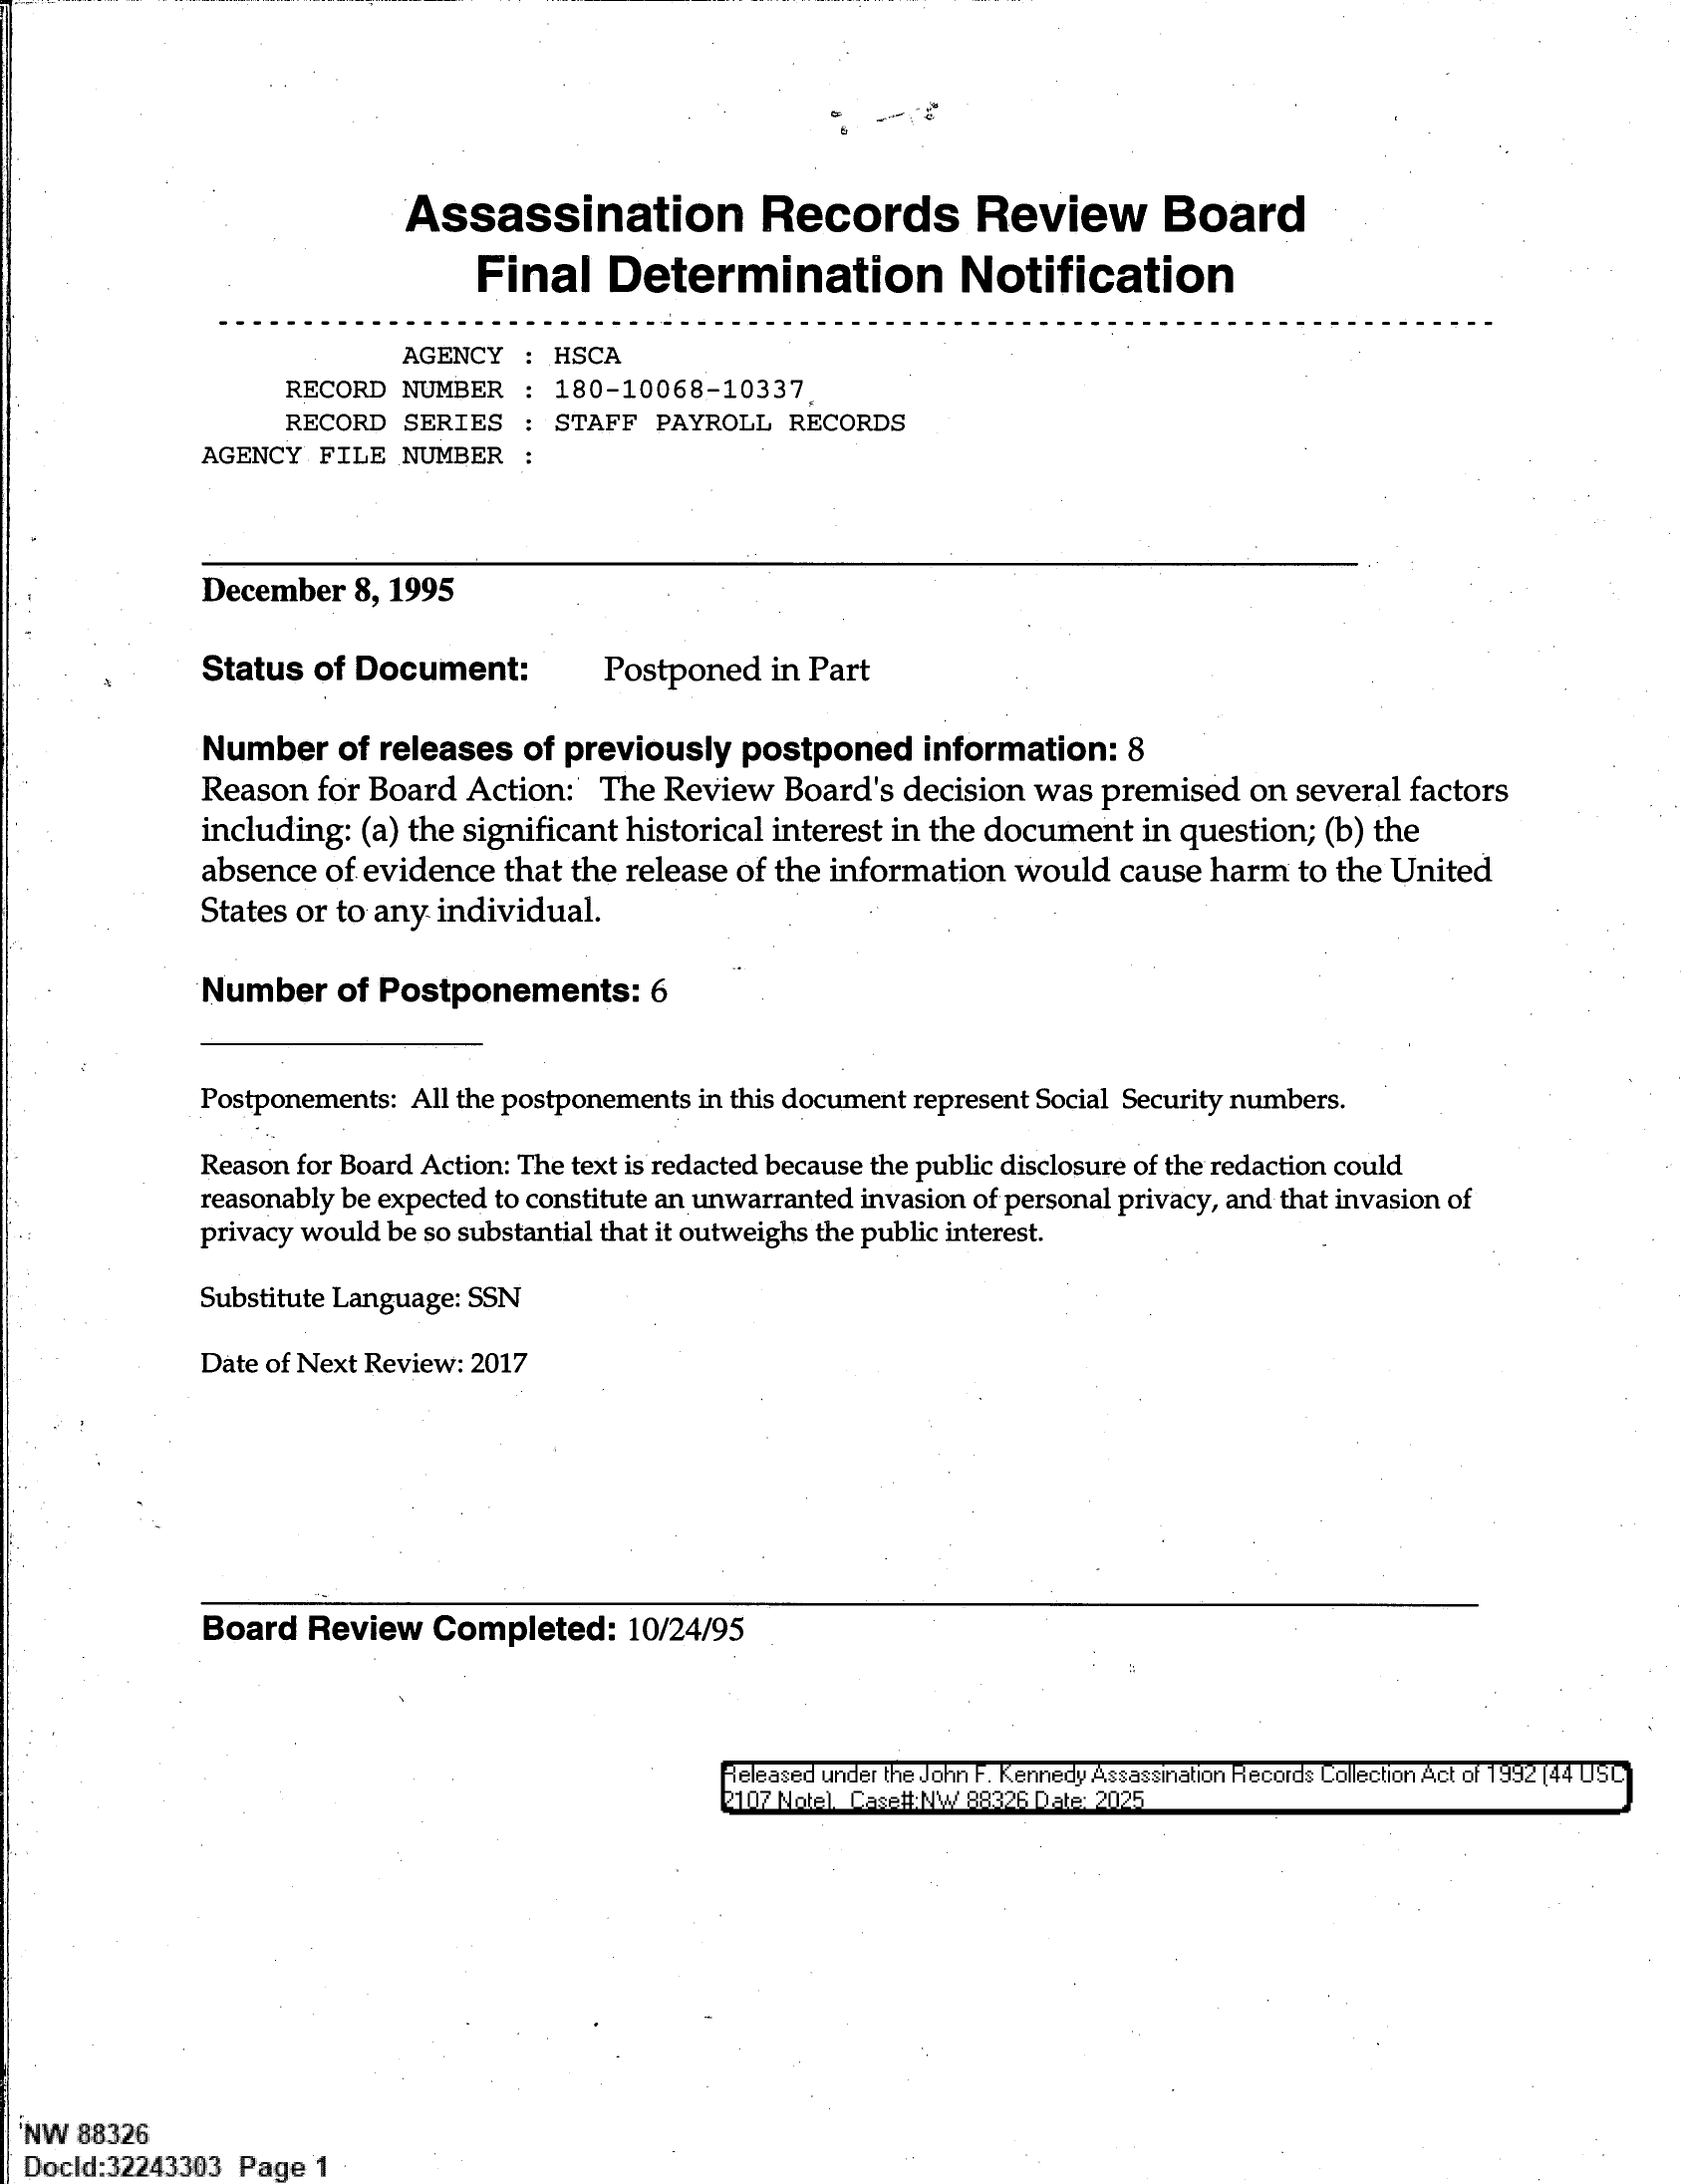 Assassination Records Review Board
Final Determination Notification
AGENCY : HSCA
RECORD NUMBER : 180-10068-10337
RECORD SERIES : STAFF PAYROLL RECORDS
AGENCY FILE NUMBER :
December 8, 1995
Status of Document: Postponed in Part
Number of releases of previously postponed information: 8
Reason for Board Action: The Review Board's decision was premised on several factors
including: (a) the significant historical interest in the document in question; (b) the
absence of evidence that the release of the information would cause harm to the United
States or to any individual.
Number of Postponements: 6
Postponements: All the postponements in this document represent Social Security numbers.
Reason for Board Action: The text is redacted because the public disclosure of the redaction could
reasonably be expected to constitute an unwarranted invasion of personal privacy, and that invasion of
privacy would be so substantial that it outweighs the public interest.
Substitute Language: SSN
Date of Next Review: 2017
Board Review Completed: 10/24/95
Released under the John F. Kennedy Assassination Records Collection Act of 1992 (44 USC
2107 Note). Case#:NW 88326 Date: 2025
NW 88326
DocId:32243303 Page 1